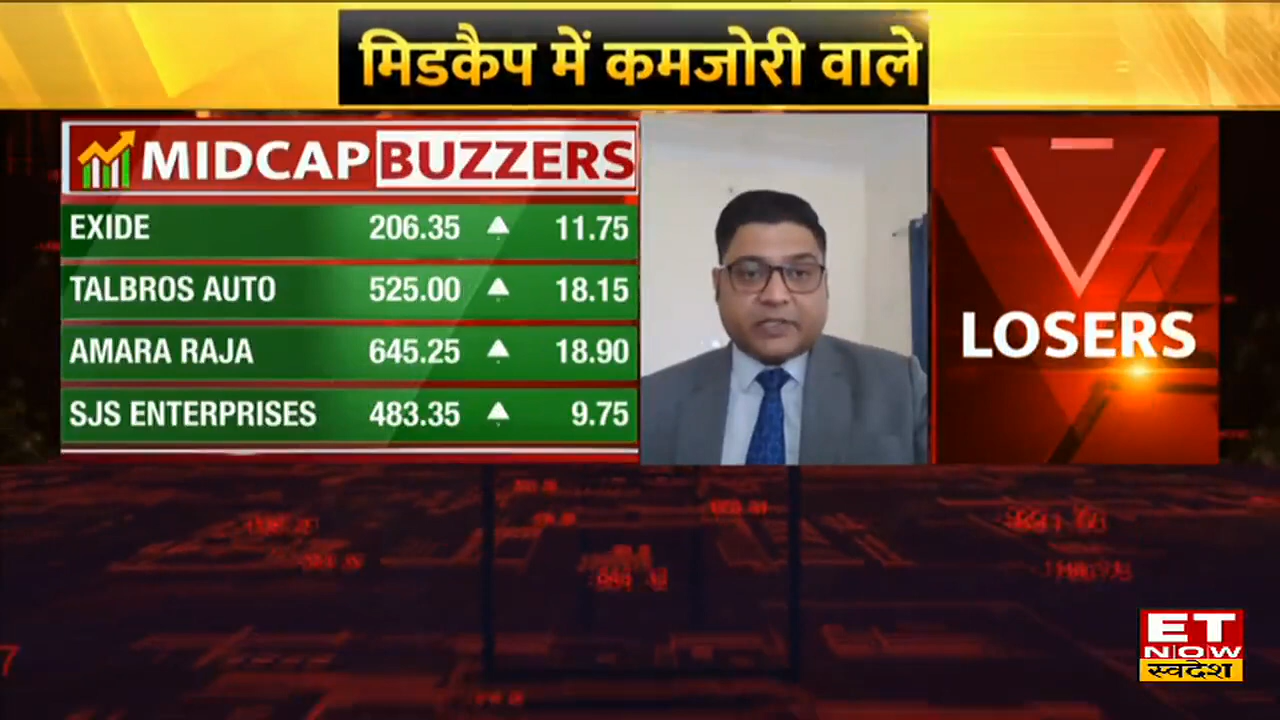 मिडकैप में कमजोरी वाले
MIDCAP BUZZERS
EXIDE 206.35 11.75
TALBROS AUTO 525.00 18.15
AMARA RAJA 645.25 18.90
SJS ENTERPRISES 483.35 9.75
LOSERS
ET
NOW
स्वदेश